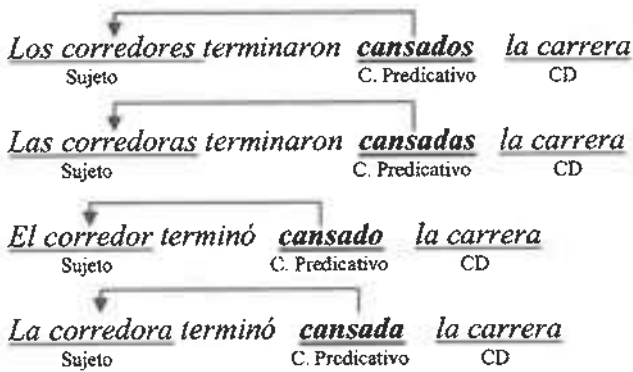 Los corredores terminaron cansados la carrera
Sujeto C. Predicativo CD
Las corredoras terminaron cansadas la carrera
Sujeto C. Predicativo CD
El corredor terminó cansado la carrera
Sujeto C. Predicativo CD
La corredora terminó cansada la carrera
Sujeto C. Predicativo CD